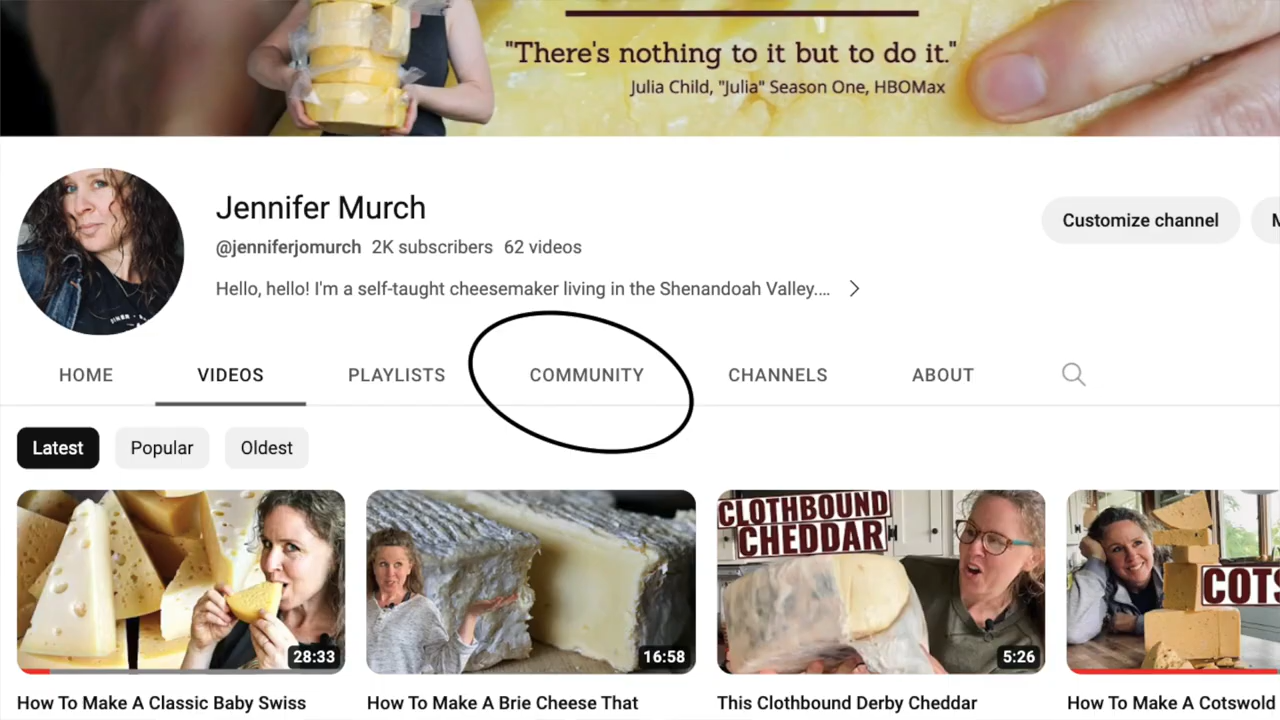 "There's nothing to it but to do it."
Julia Child, "Julia" Season One, HBOMax
Jennifer Murch
@jenniferjomurch 2K subscribers 62 videos
Hello, hello! I'm a self-taught cheesemaker living in the Shenandoah Valley....
Customize channel
M
HOME VIDEOS PLAYLISTS COMMUNITY CHANNELS ABOUT
Latest Popular Oldest
CLOTHBOUND
CHEDDAR
COTS
28:33
16:58
5:26
How To Make A Classic Baby Swiss
How To Make A Brie Cheese That
This Clothbound Derby Cheddar
How To Make A Cotswold